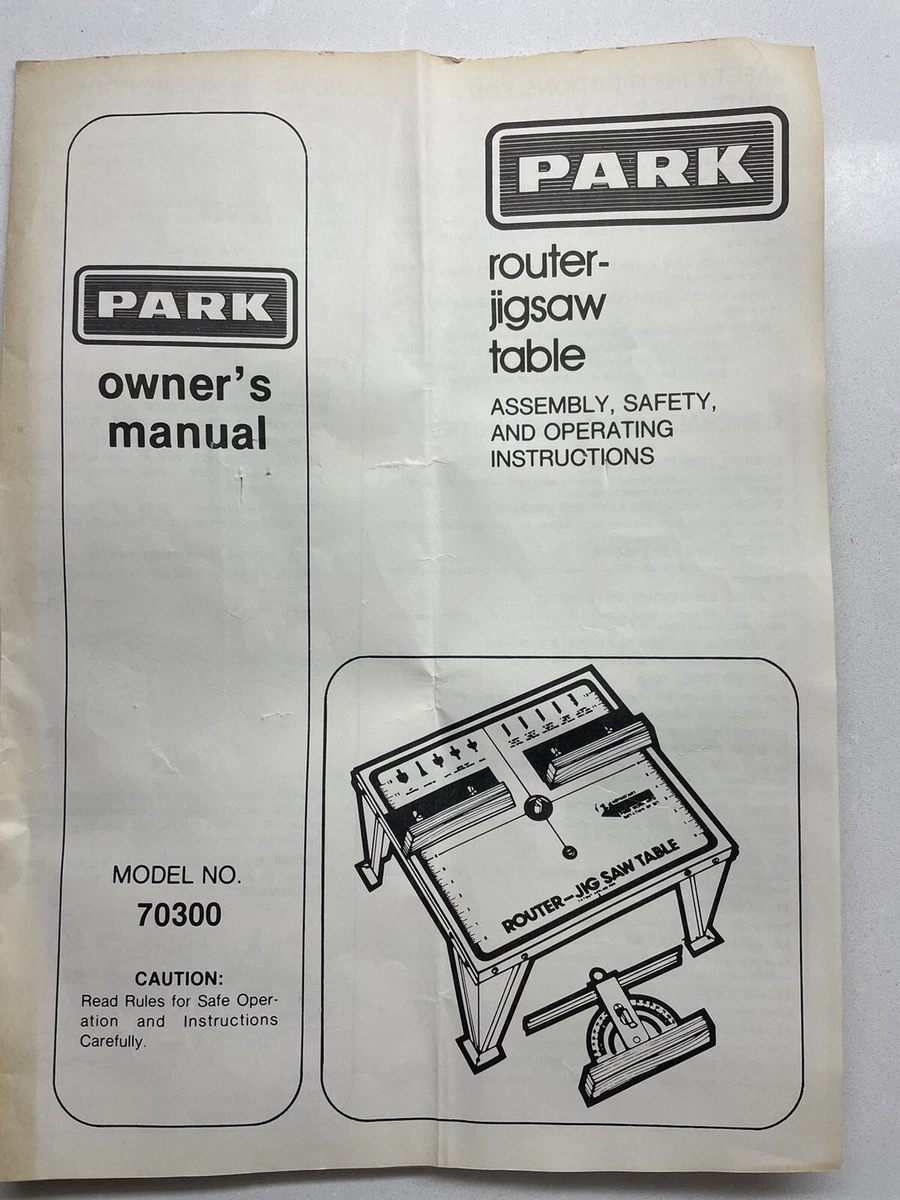 PARK
owner's
manual
MODEL NO.
70300
CAUTION:
Read Rules for Safe Oper-
ation and Instructions
Carefully.
PARK
router-
jigsaw
table
ASSEMBLY, SAFETY,
AND OPERATING
INSTRUCTIONS
ROUTER-JIG SAW TABLE